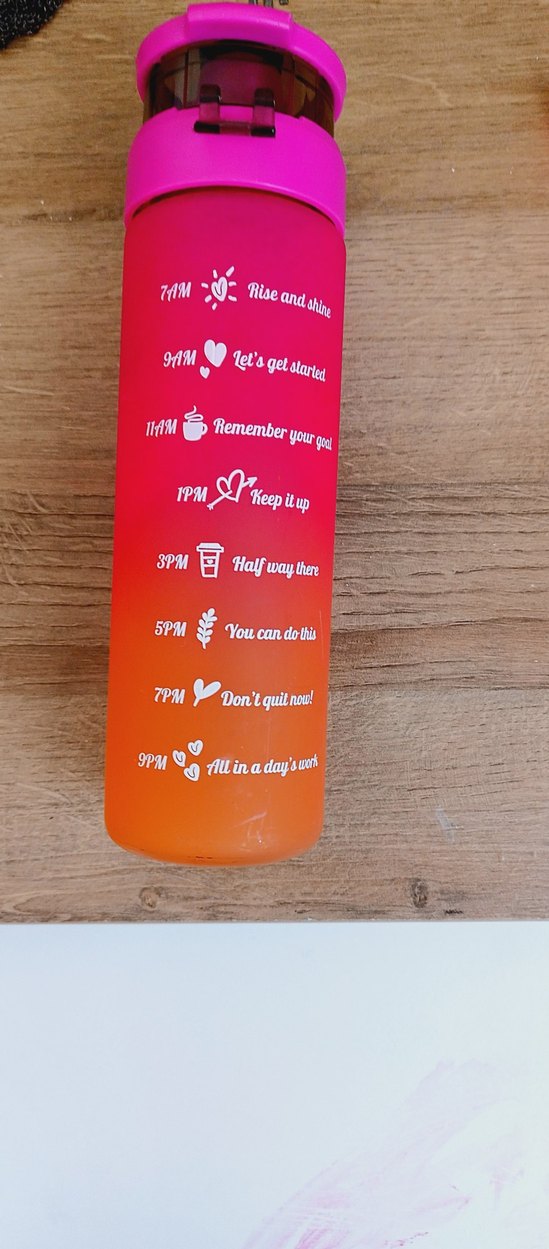 7AM Rise and shine
9AM Let's get started
11AM Remember your goal
1PM Keep it up
3PM Half way there
5PM You can do this
7PM Don't quit now!
9PM All in a day's work